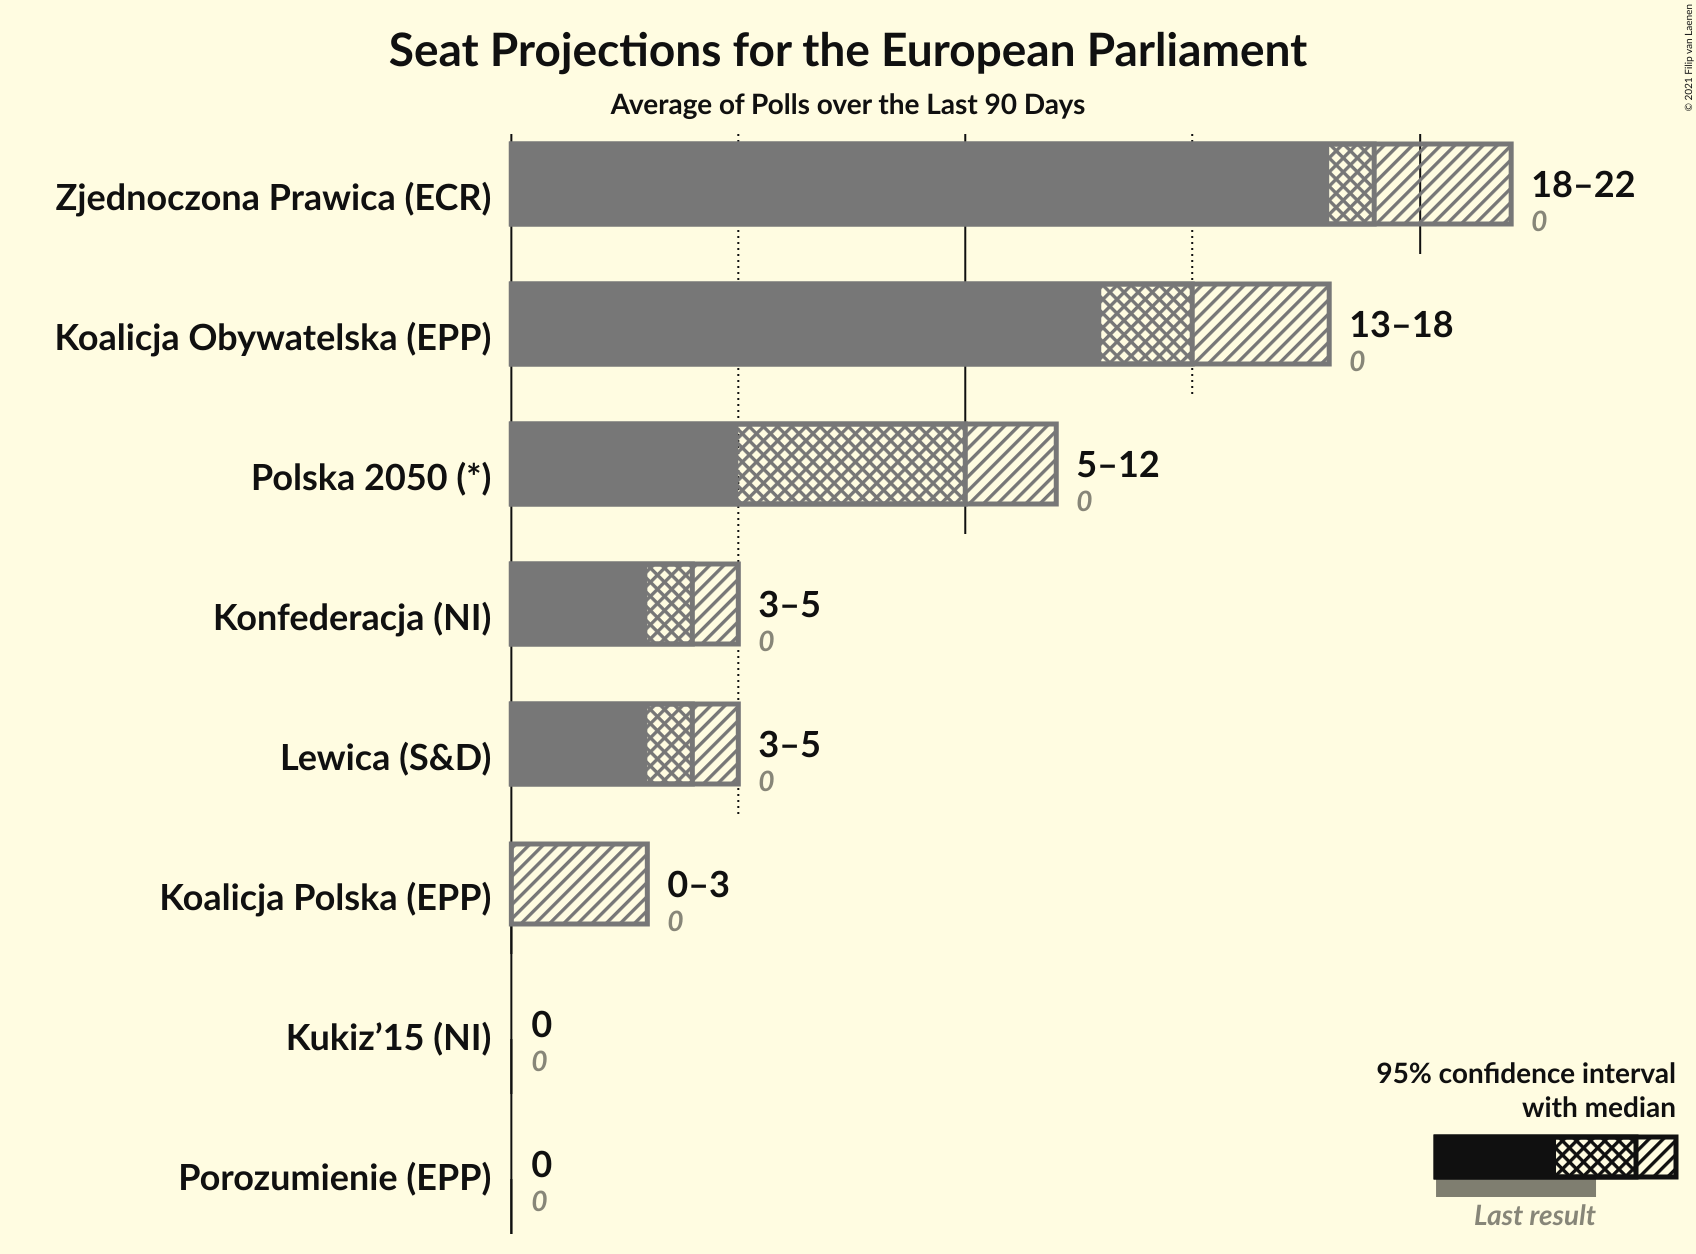 Seat Projections for the European Parliament
Average of Polls over the Last 90 Days
© 2021 Filip van Laenen
Zjednoczona Prawica (ECR)
18–22
0
Koalicja Obywatelska (EPP)
13–18
0
Polska 2050 (*)
5–12
0
Konfederacja (NI)
3–5
0
Lewica (S&D)
3–5
0
Koalicja Polska (EPP)
0–3
0
Kukiz’15 (NI)
0
0
Porozumienie (EPP)
0
0
95% confidence interval
with median
Last result